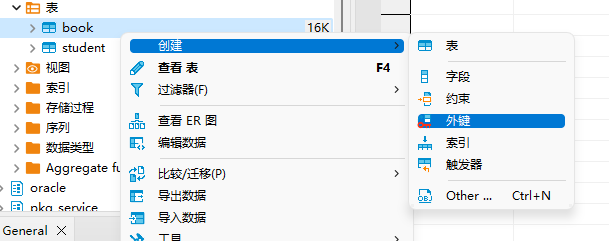 表
book 16K
student
视图
索引
存储过程
序列
数据类型
Aggregate fu
oracle
pkg_service
General
创建
查看 表 F4
过滤器(F)
查看 ER 图
编辑数据
比较/迁移(P)
导出数据
导入数据
工具
表
字段
约束
外键
索引
触发器
Other ... Ctrl+N